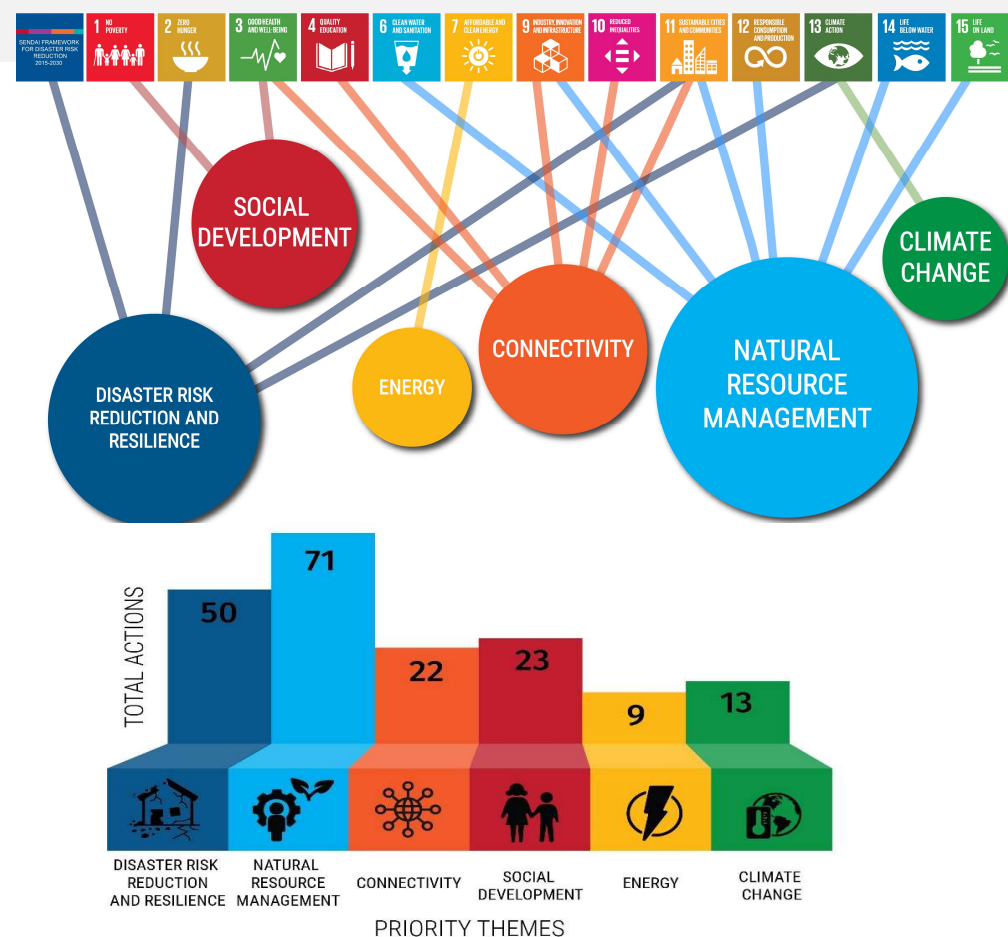 SENDAI FRAMEWORK
FOR DISASTER RISK
REDUCTION
2015-2030
1 NO
POVERTY
2 ZERO
HUNGER
3 GOOD HEALTH
AND WELL-BEING
4 QUALITY
EDUCATION
6 CLEAN WATER
AND SANITATION
7 AFFORDABLE AND
CLEAN ENERGY
9 INDUSTRY, INNOVATION
AND INFRASTRUCTURE
10 REDUCED
INEQUALITIES
11 SUSTAINABLE CITIES
AND COMMUNITIES
12 RESPONSIBLE
CONSUMPTION
AND PRODUCTION
13 CLIMATE
ACTION
14 LIFE
BELOW WATER
15 LIFE
ON LAND
SOCIAL
DEVELOPMENT
CLIMATE
CHANGE
CONNECTIVITY
NATURAL
RESOURCE
MANAGEMENT
ENERGY
DISASTER RISK
REDUCTION AND
RESILIENCE
TOTAL ACTIONS
50
71
22
23
9
13
DISASTER RISK
REDUCTION
AND RESILIENCE
NATURAL
RESOURCE
MANAGEMENT
CONNECTIVITY
SOCIAL
DEVELOPMENT
ENERGY
CLIMATE
CHANGE
PRIORITY THEMES